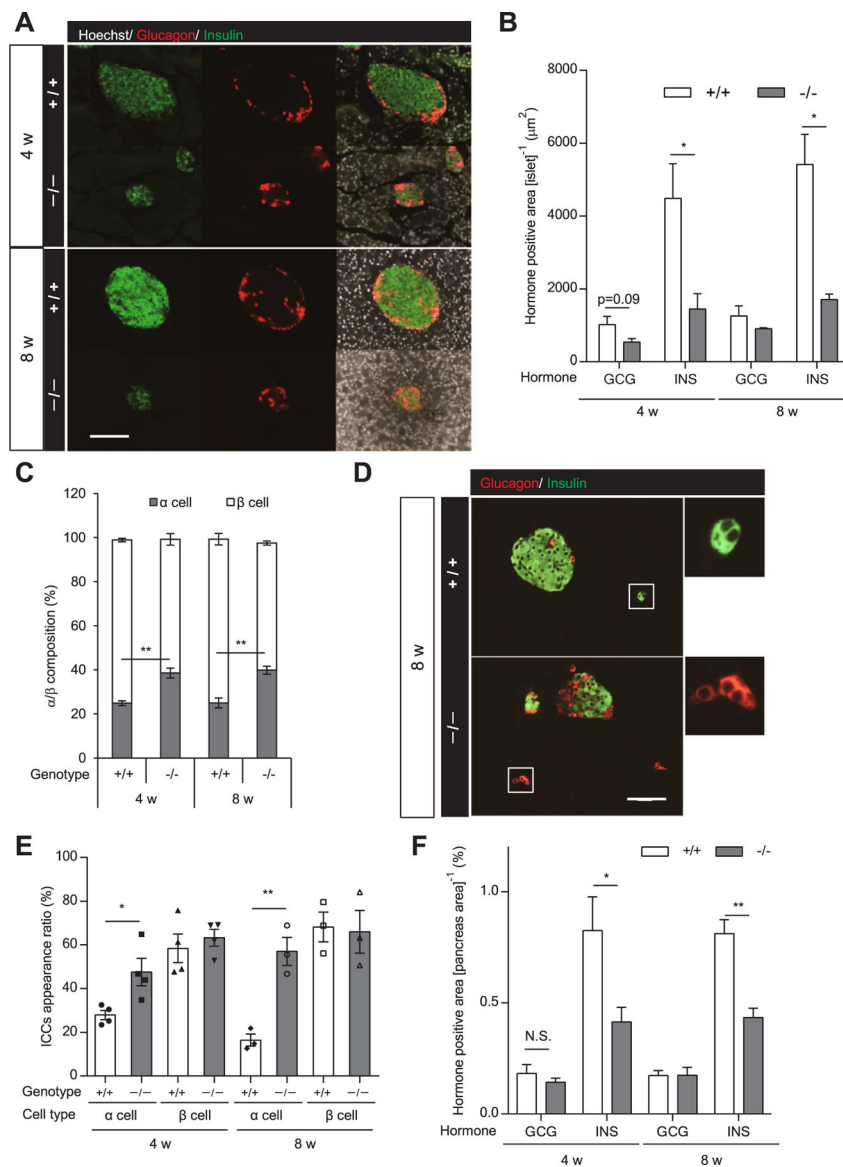 A
Hoechst/ Glucagon/ Insulin
4 w
+/+
−/−
8 w
+/+
−/−
B
+/+ -/-
Hormone positive area [islet]-1 (μm2)
8000
6000
4000
2000
0
p=0.09
*
*
Hormone GCG INS GCG INS
4 w 8 w
C
α cell β cell
α/β composition (%)
120
100
80
60
40
20
0
**
**
Genotype +/+ -/- +/+ -/-
4 w 8 w
D
Glucagon/ Insulin
8 w
+/+
−/−
E
ICCs appearance ratio (%)
100
80
60
40
20
0
*
**
Genotype +/+ −/− +/+ −/− +/+ −/− +/+ −/−
Cell type α cell β cell α cell β cell
4 w 8 w
F
+/+ -/-
Hormone positive area [pancreas area]-1 (%)
1.0
0.5
0.0
N.S.
*
**
Hormone GCG INS GCG INS
4 w 8 w